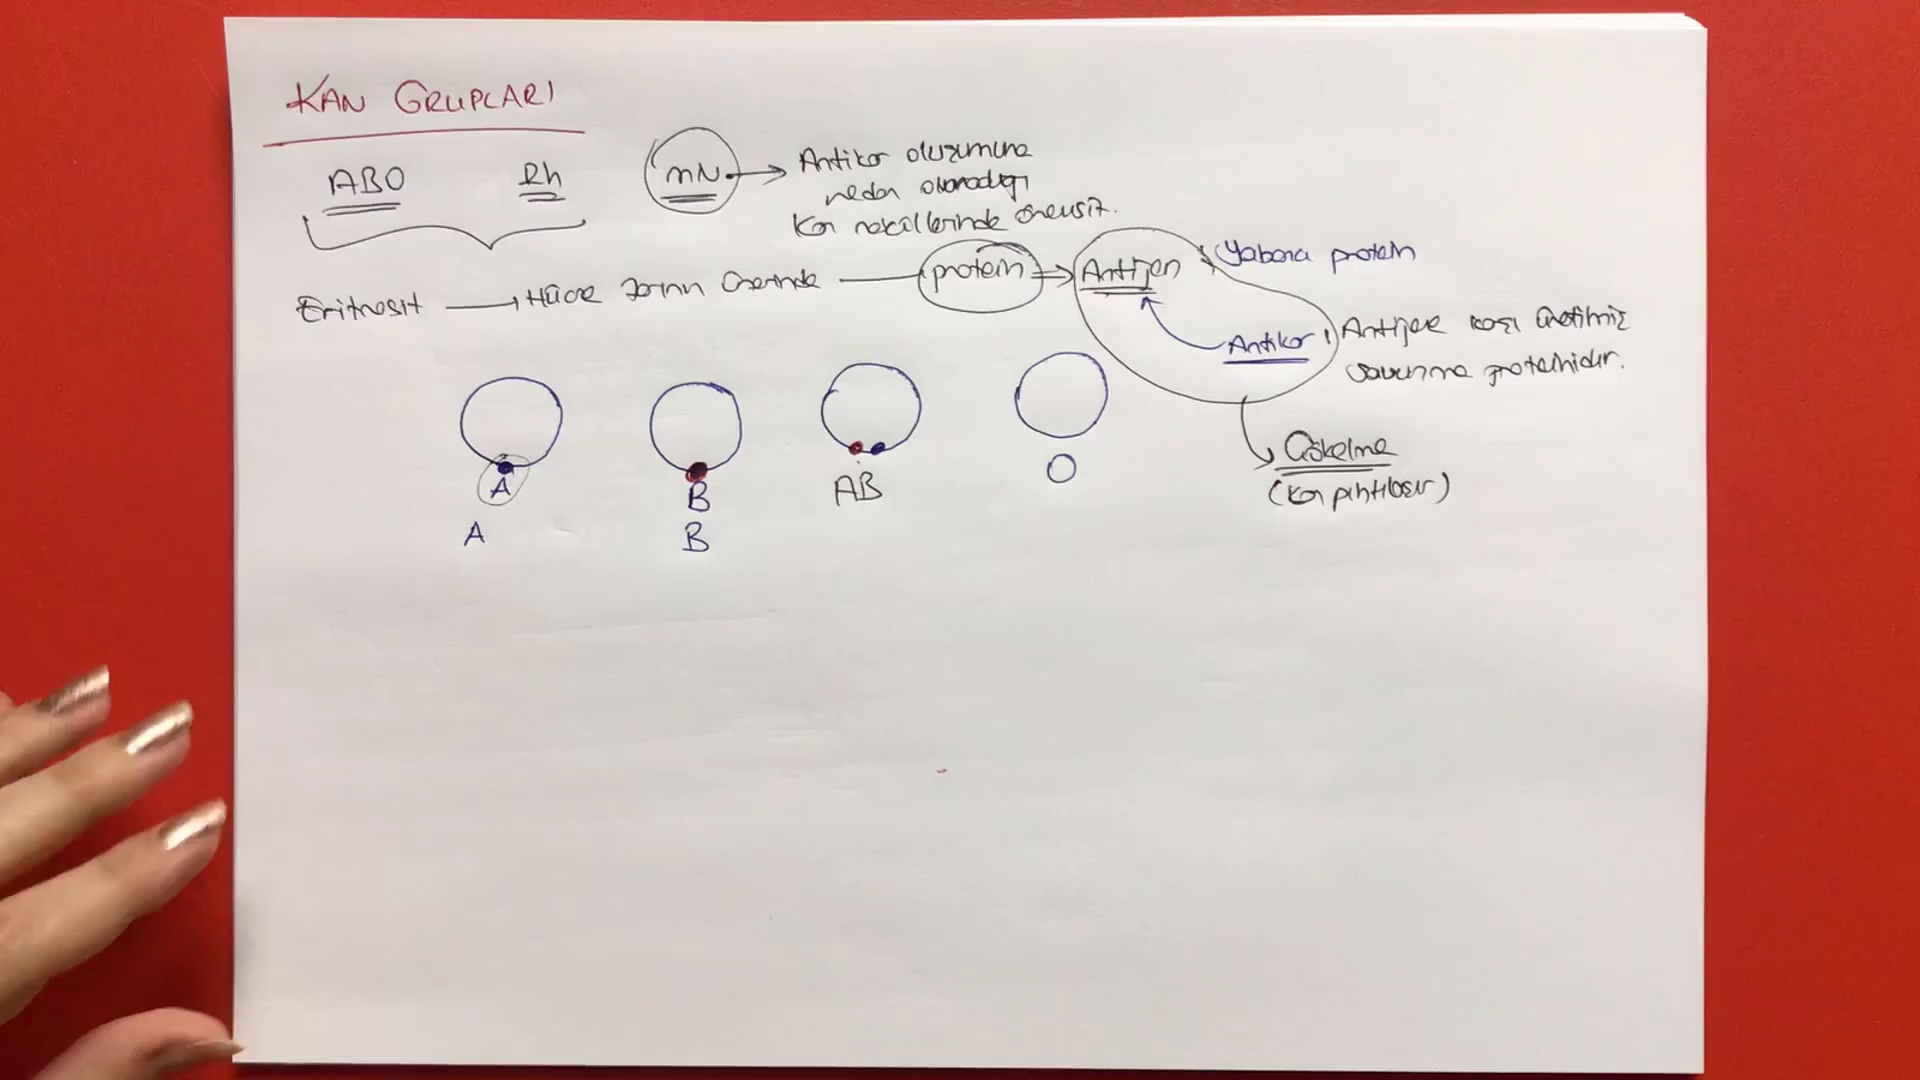 KAN GRUPLARI
ABO Rh MN → Antikor oluşumuna
neden olmadığı
Kan nakillerinde önemsiz.
Eritrosit → Hücre zarının üzerinde — protein ⇒ Antijen : Yabancı protein
Antikor : Antijene karşı üretilmiş
savunma proteinidir.
Çökelme
(Kan pıhtılaşır)
A B AB O
A B